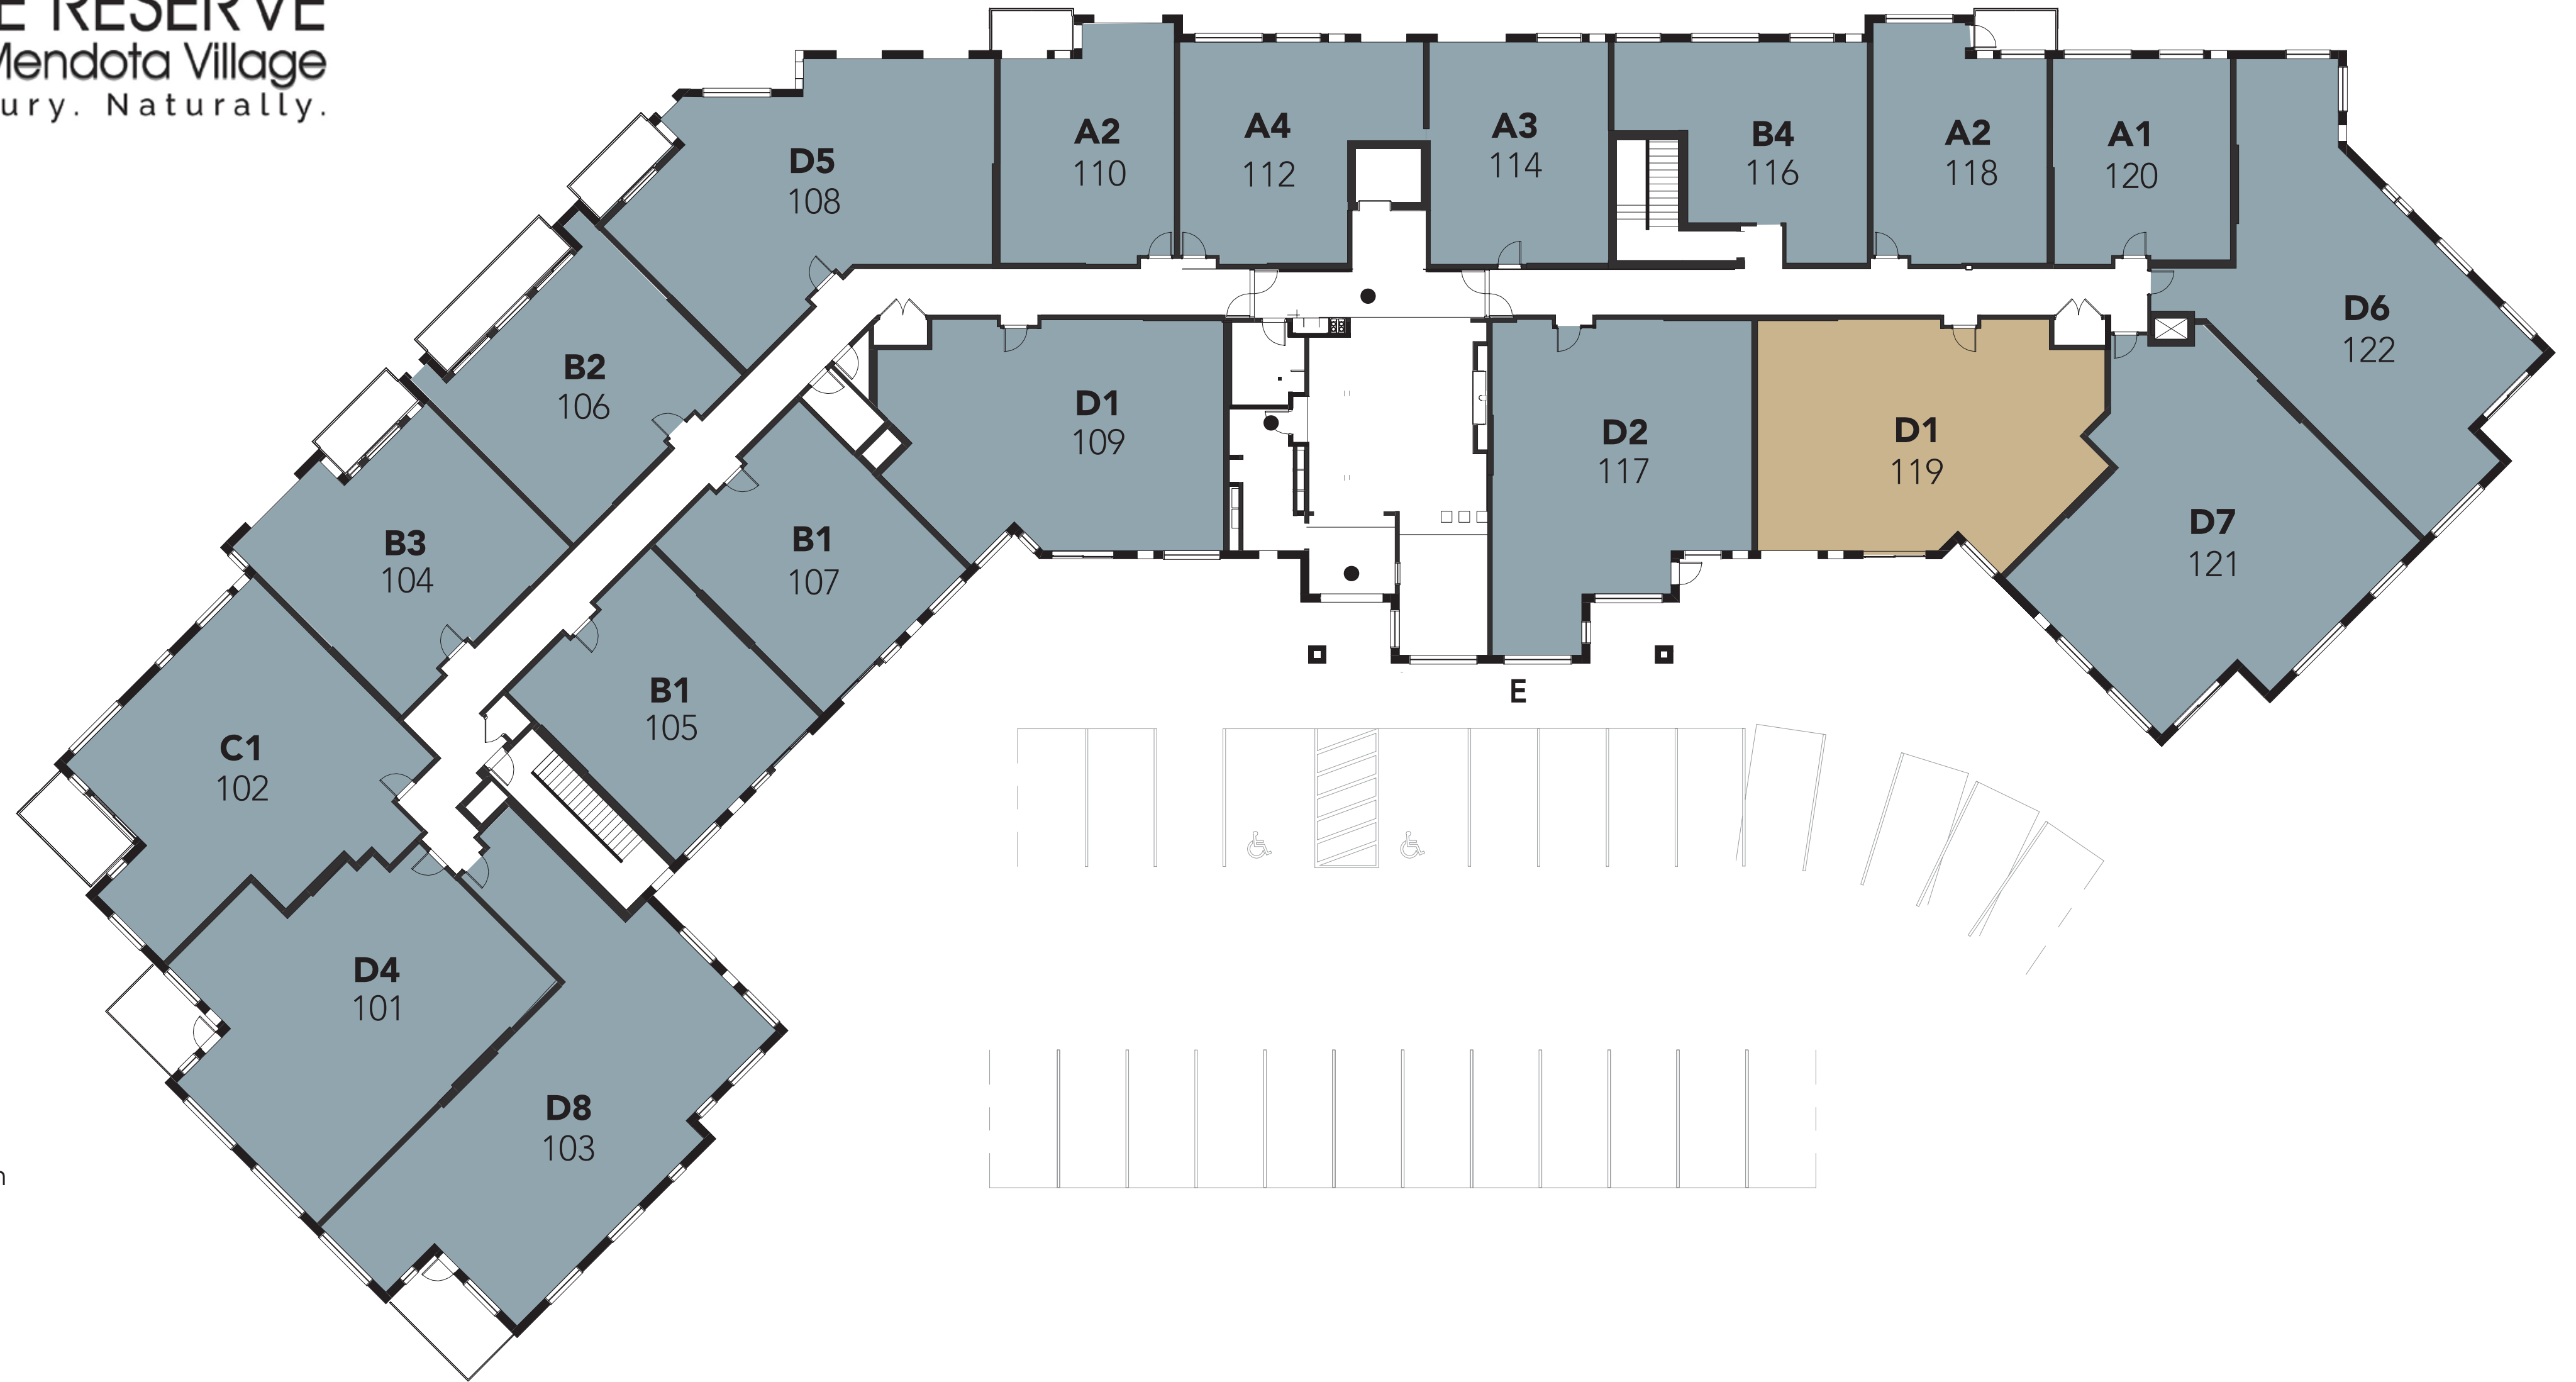 E RESERVE
Mendota Village
ury. Naturally.
A2
110
A4
112
A3
114
B4
116
A2
118
A1
120
D5
108
D6
122
B2
106
D1
109
D2
117
D1
119
D7
121
B3
104
B1
107
B1
105
E
C1
102
D4
101
D8
103